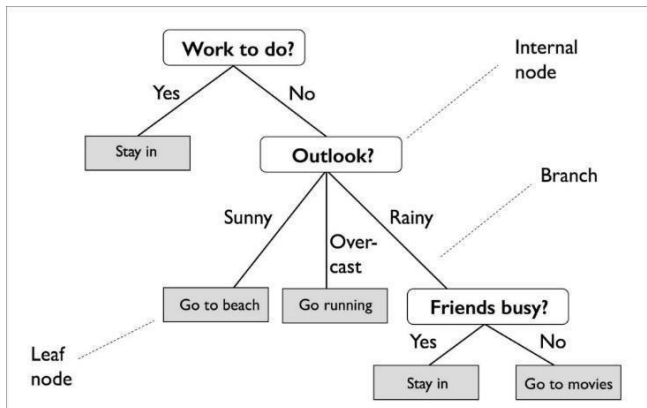 Work to do?
Internal
node
Yes
No
Stay in
Outlook?
Branch
Sunny
Over-
cast
Rainy
Go to beach
Go running
Friends busy?
Leaf
node
Yes
No
Stay in
Go to movies